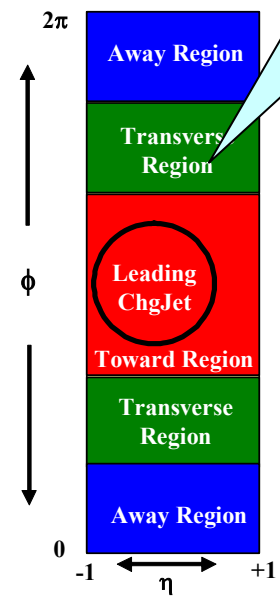 2π
Away Region
Transvers
Region
ϕ
Leading
ChgJet
Toward Region
Transverse
Region
Away Region
0
-1
η
+1